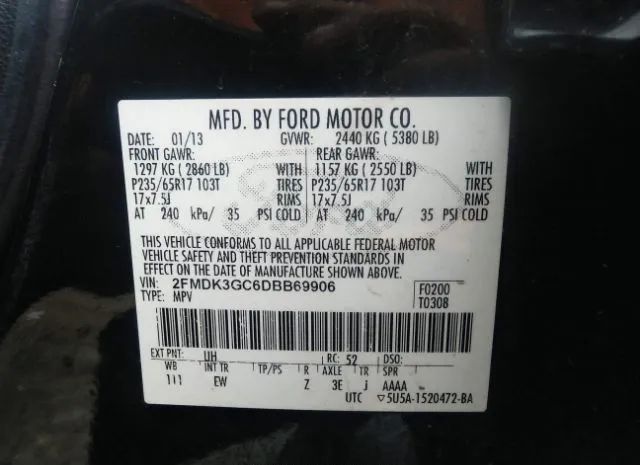 MFD. BY FORD MOTOR CO.
DATE: 01/13 GVWR: 2440 KG ( 5380 LB)
FRONT GAWR: REAR GAWR:
1297 KG ( 2860 LB) WITH 1157 KG ( 2550 LB) WITH
P235/65R17 103T TIRES P235/65R17 103T TIRES
17x7.5J RIMS 17x7.5J RIMS
AT 240 kPa/ 35 PSI COLD AT 240 kPa/ 35 PSI COLD
THIS VEHICLE CONFORMS TO ALL APPLICABLE FEDERAL MOTOR
VEHICLE SAFETY AND THEFT PREVENTION STANDARDS IN
EFFECT ON THE DATE OF MANUFACTURE SHOWN ABOVE.
VIN: 2FMDK3GC6DBB69906 F0200
TYPE: MPV T0308
EXT PNT: UH RC: 52 DSO:
WB INT TR TP/PS R AXLE TR SPR
111 EW Z 3E j AAAA
UTC ▽5U5A-1520472-BA